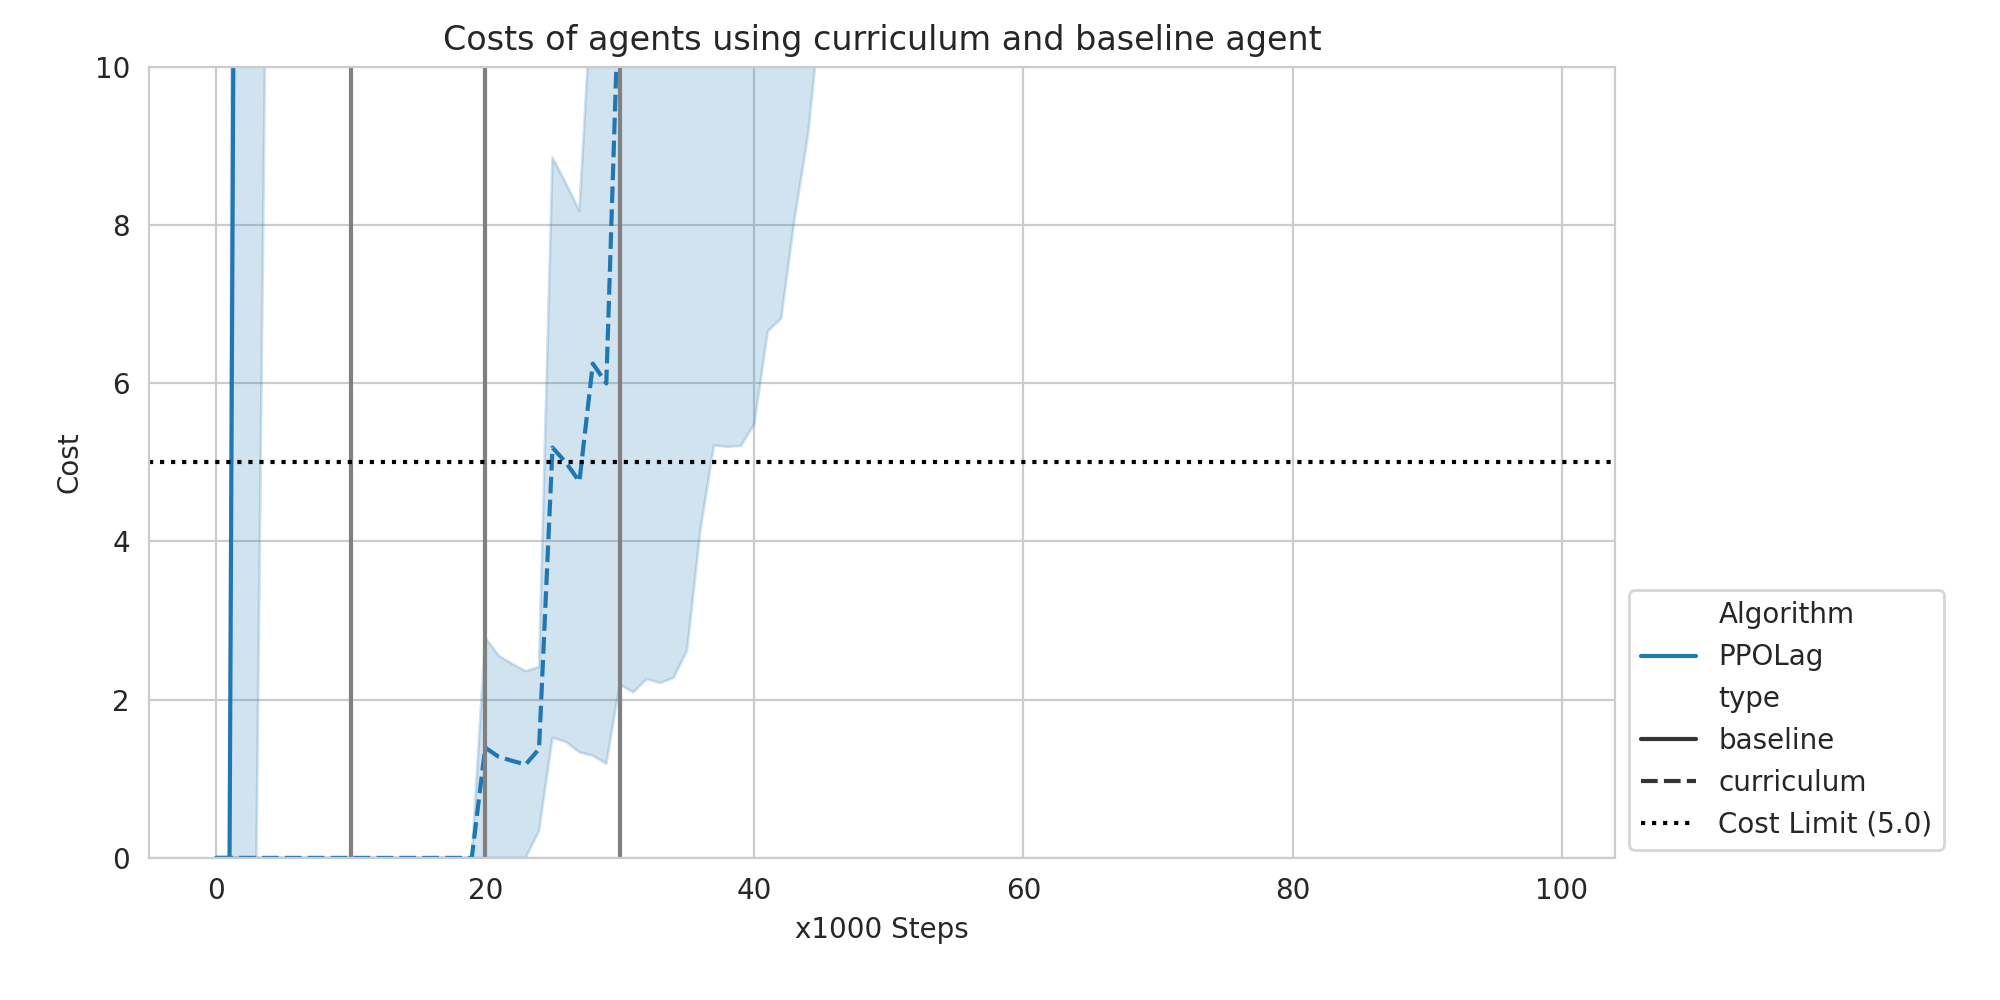 Costs of agents using curriculum and baseline agent
10
8
6
4
2
0
Cost
0 20 40 60 80 100
x1000 Steps
Algorithm
PPOLag
type
baseline
curriculum
Cost Limit (5.0)